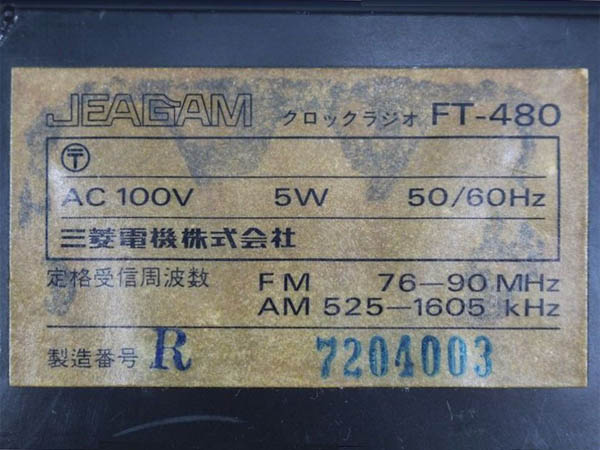 JEAGAM クロックラジオ FT-480
〒
AC 100V 5W 50/60Hz
三菱電機株式会社
定格受信周波数 FM 76—90 MHz
AM 525—1605 kHz
製造番号 R 7204003